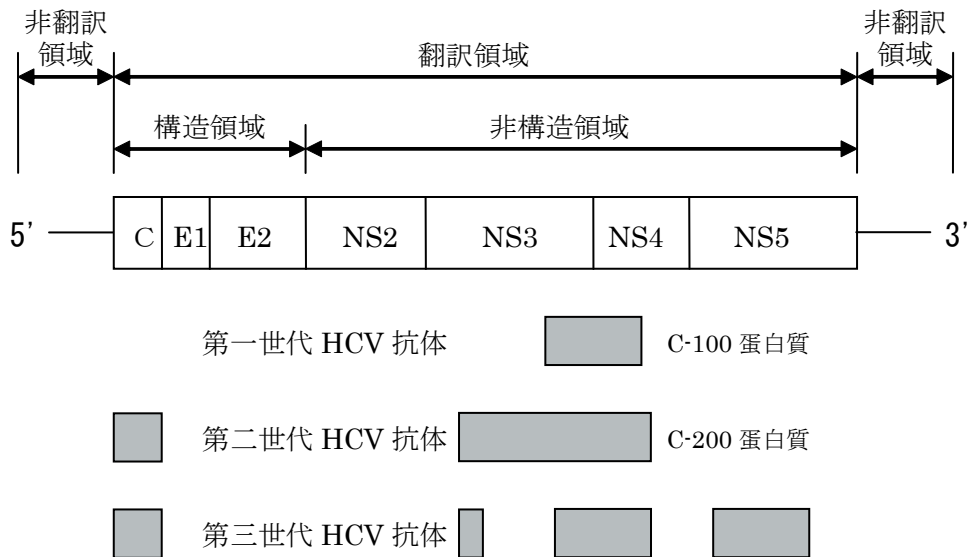 非翻訳
領域
翻訳領域
非翻訳
領域
構造領域
非構造領域
5' C E1 E2 NS2 NS3 NS4 NS5 3'
第一世代 HCV 抗体 C-100 蛋白質
第二世代 HCV 抗体 C-200 蛋白質
第三世代 HCV 抗体